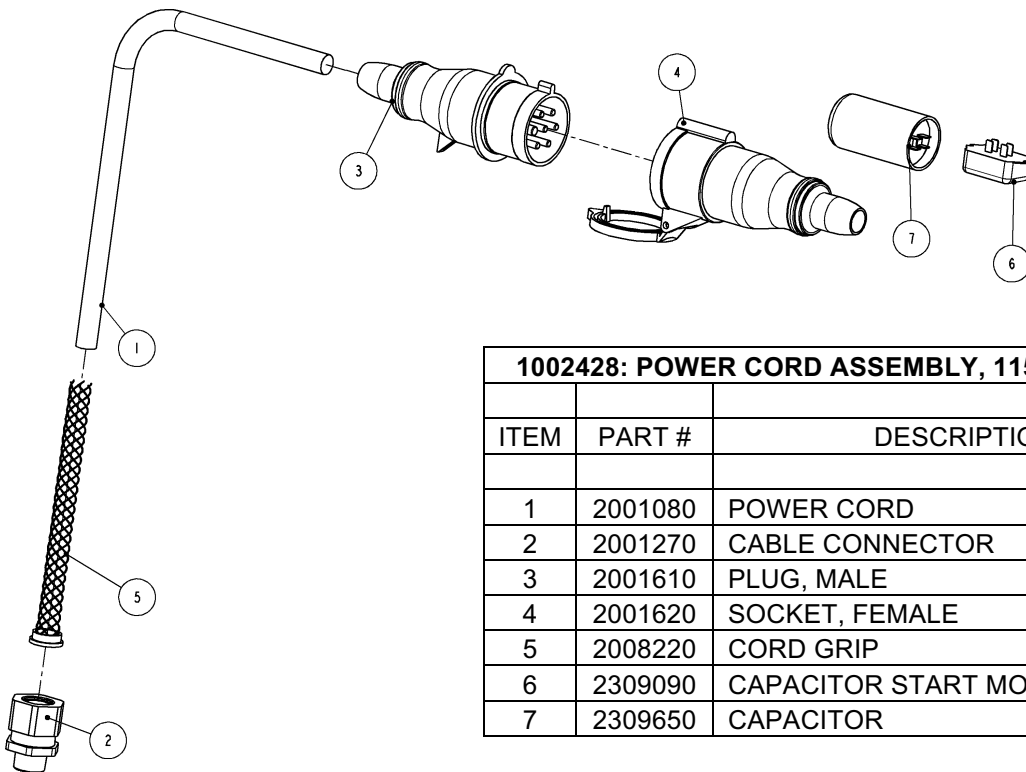 4
3
7
6
1
1002428: POWER CORD ASSEMBLY, 115
ITEM PART # DESCRIPTIO
1 2001080 POWER CORD
2 2001270 CABLE CONNECTOR
3 2001610 PLUG, MALE
4 2001620 SOCKET, FEMALE
5 2008220 CORD GRIP
6 2309090 CAPACITOR START MO
7 2309650 CAPACITOR
5
2